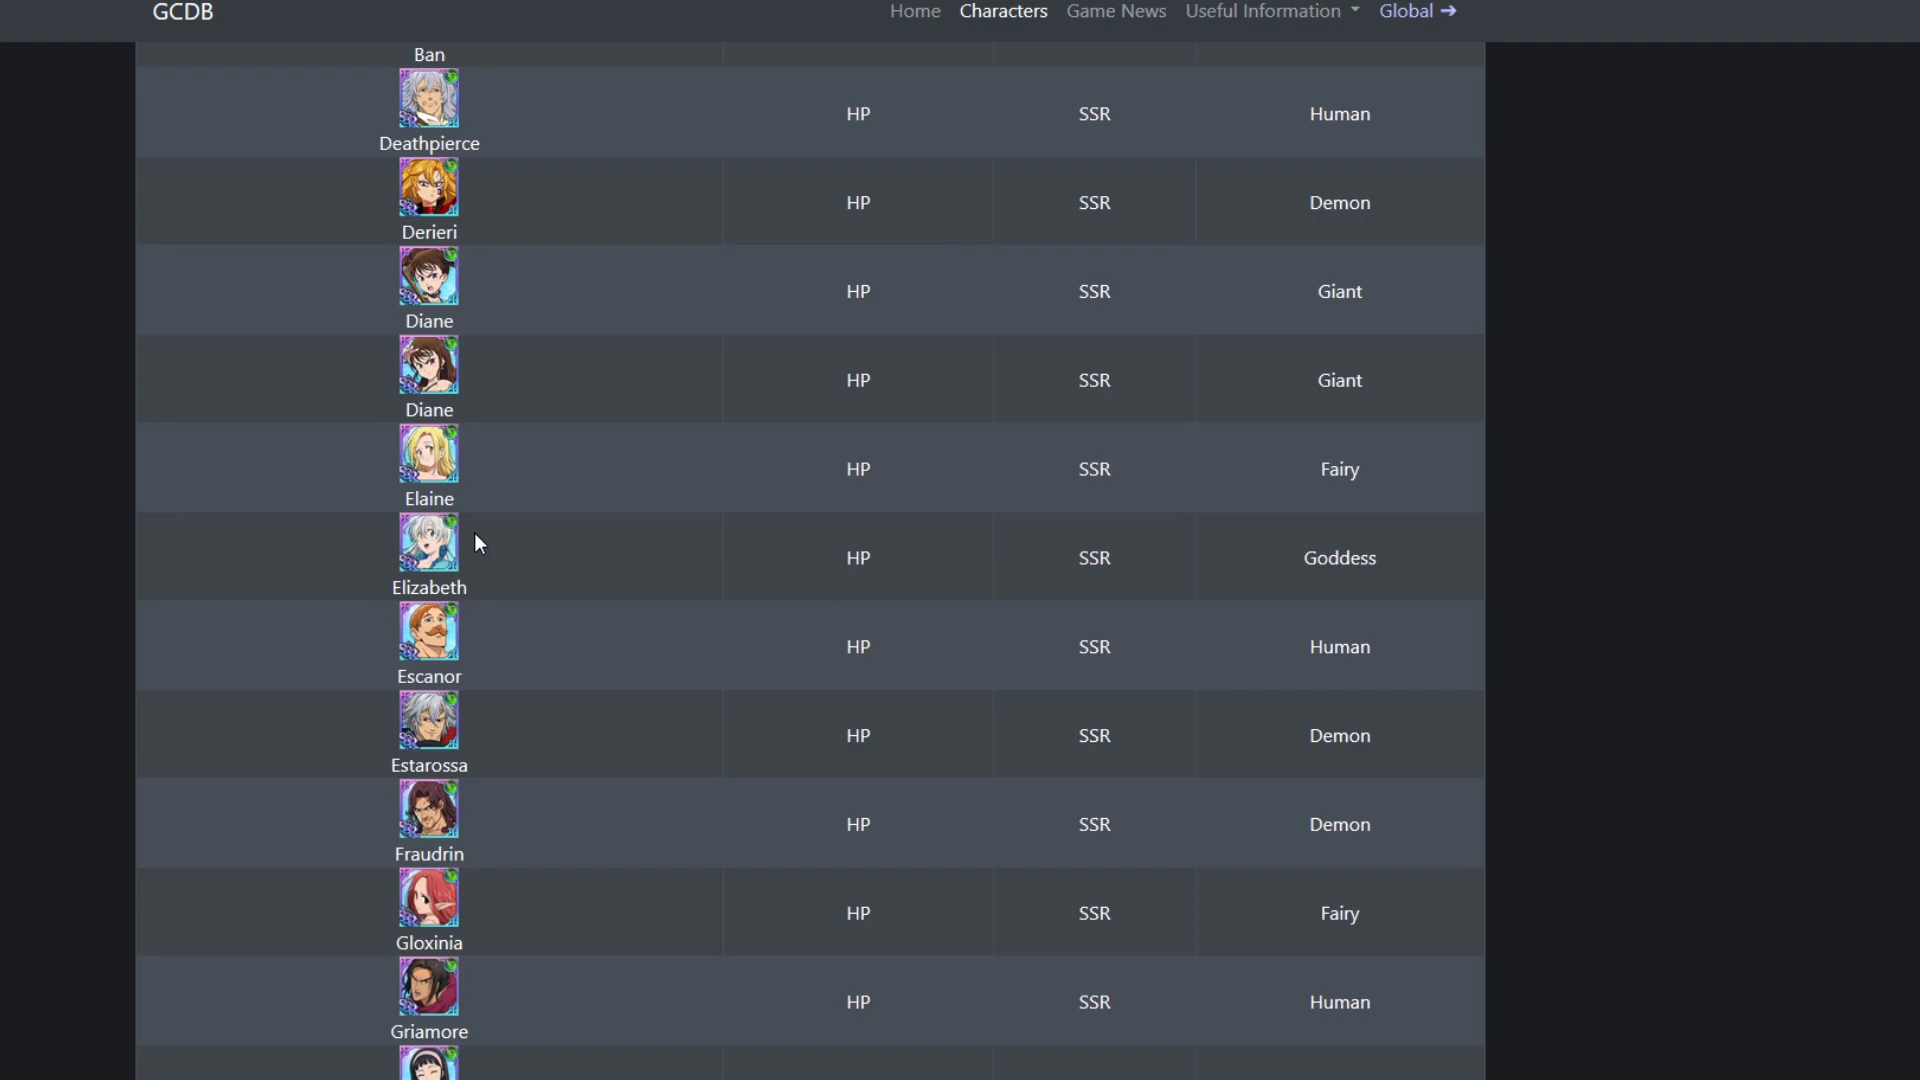 GCDB Home Characters Game News Useful Information Global →
Ban
HP SSR Human
Deathpierce
HP SSR Demon
Derieri
HP SSR Giant
Diane
HP SSR Giant
Diane
HP SSR Fairy
Elaine
HP SSR Goddess
Elizabeth
HP SSR Human
Escanor
HP SSR Demon
Estarossa
HP SSR Demon
Fraudrin
HP SSR Fairy
Gloxinia
HP SSR Human
Griamore